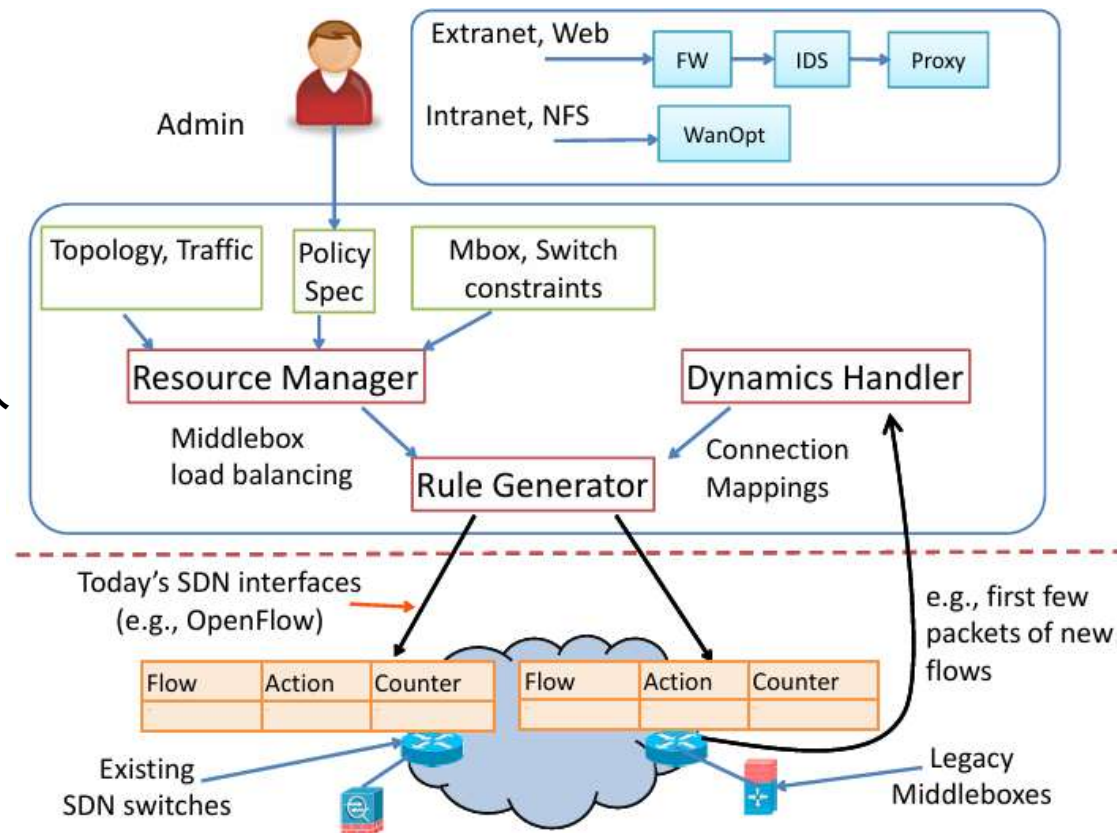 Extranet, Web
FW
IDS
Proxy
Admin
Intranet, NFS
WanOpt
Topology, Traffic
Policy
Spec
Mbox, Switch
constraints
Resource Manager
Dynamics Handler
Middlebox
load balancing
Connection
Mappings
Rule Generator
Today's SDN interfaces
(e.g., OpenFlow)
e.g., first few
packets of new
flows
Flow Action Counter
Flow Action Counter
Existing
SDN switches
Legacy
Middleboxes